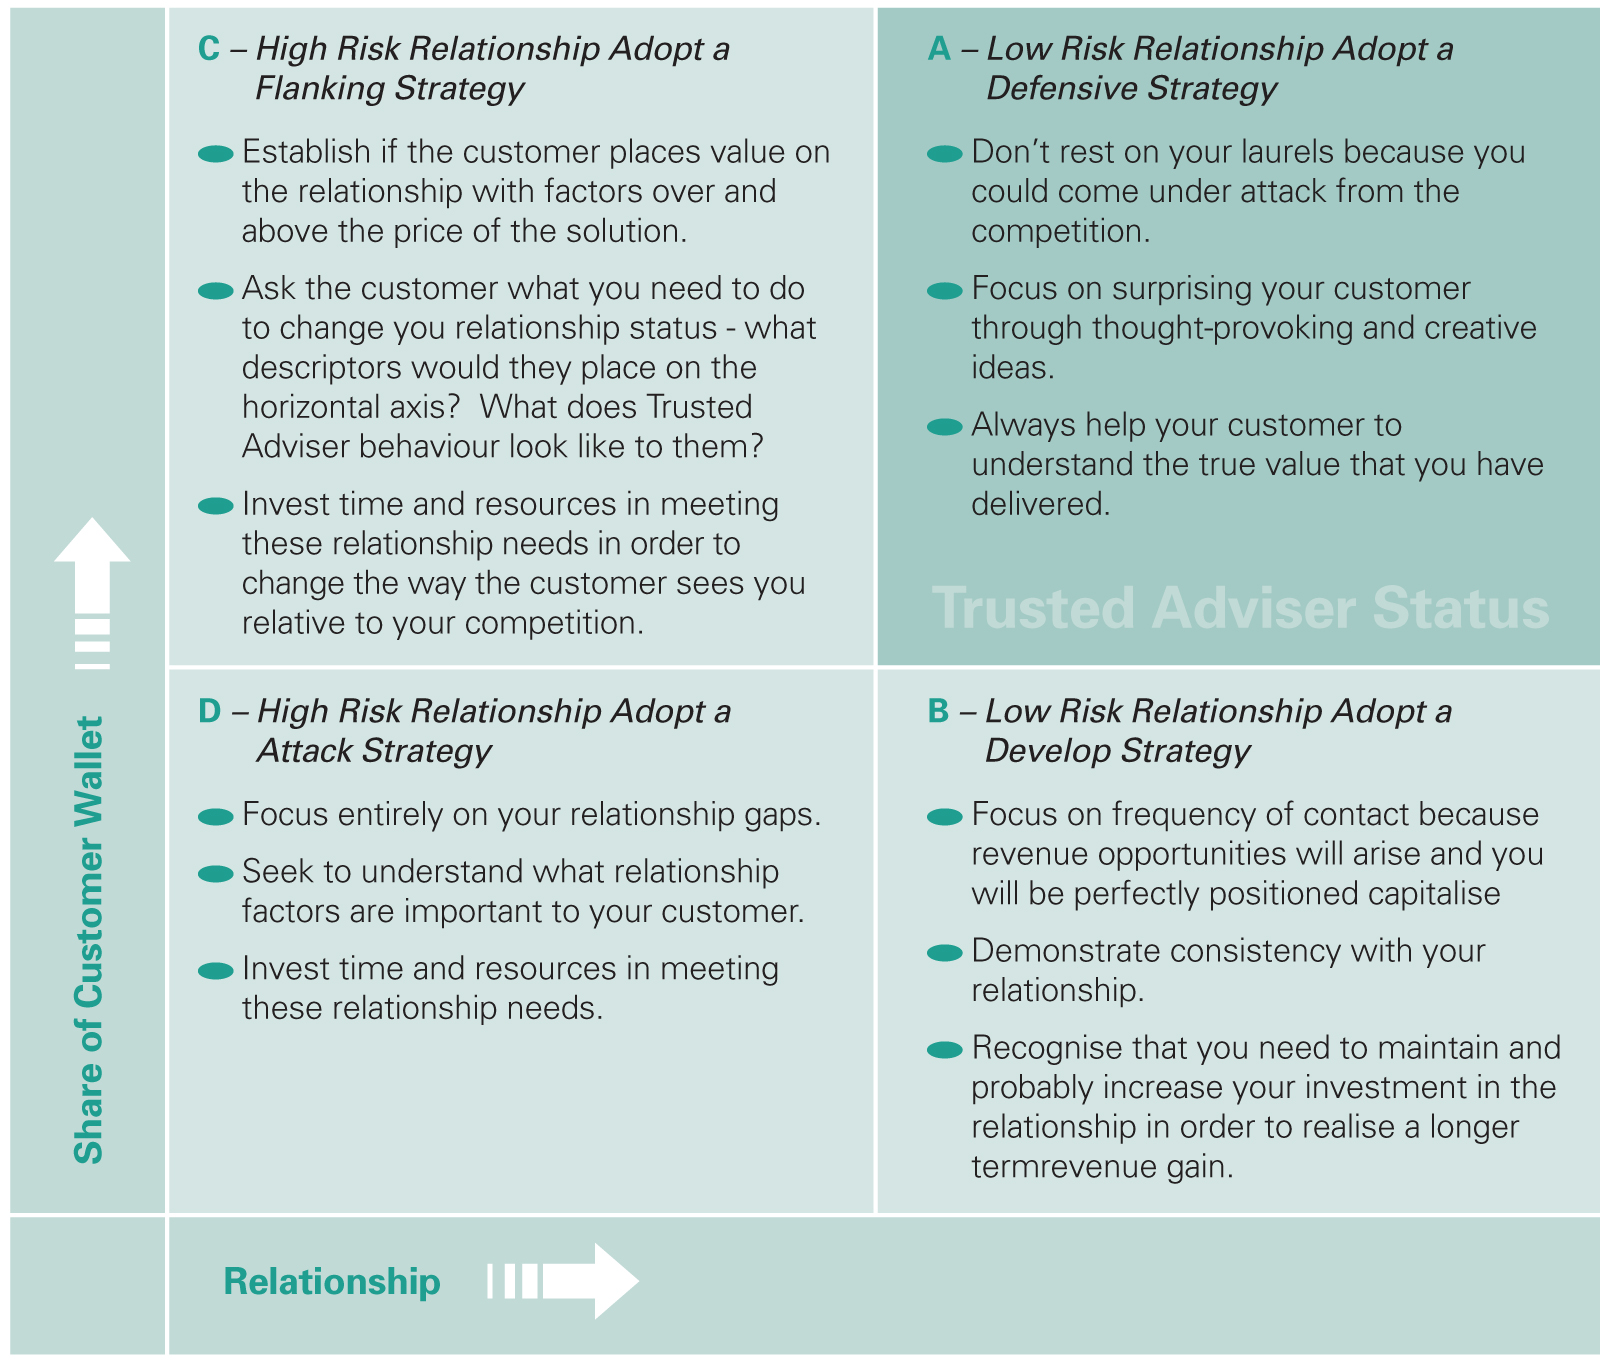 C – High Risk Relationship Adopt a
Flanking Strategy
Establish if the customer places value on
the relationship with factors over and
above the price of the solution.
Ask the customer what you need to do
to change you relationship status - what
descriptors would they place on the
horizontal axis? What does Trusted
Adviser behaviour look like to them?
Invest time and resources in meeting
these relationship needs in order to
change the way the customer sees you
relative to your competition.
A – Low Risk Relationship Adopt a
Defensive Strategy
Don't rest on your laurels because you
could come under attack from the
competition.
Focus on surprising your customer
through thought-provoking and creative
ideas.
Always help your customer to
understand the true value that you have
delivered.
Trusted Adviser Status
D – High Risk Relationship Adopt a
Attack Strategy
Focus entirely on your relationship gaps.
Seek to understand what relationship
factors are important to your customer.
Invest time and resources in meeting
these relationship needs.
B – Low Risk Relationship Adopt a
Develop Strategy
Focus on frequency of contact because
revenue opportunities will arise and you
will be perfectly positioned capitalise
Demonstrate consistency with your
relationship.
Recognise that you need to maintain and
probably increase your investment in the
relationship in order to realise a longer
termrevenue gain.
Share of Customer Wallet
Relationship